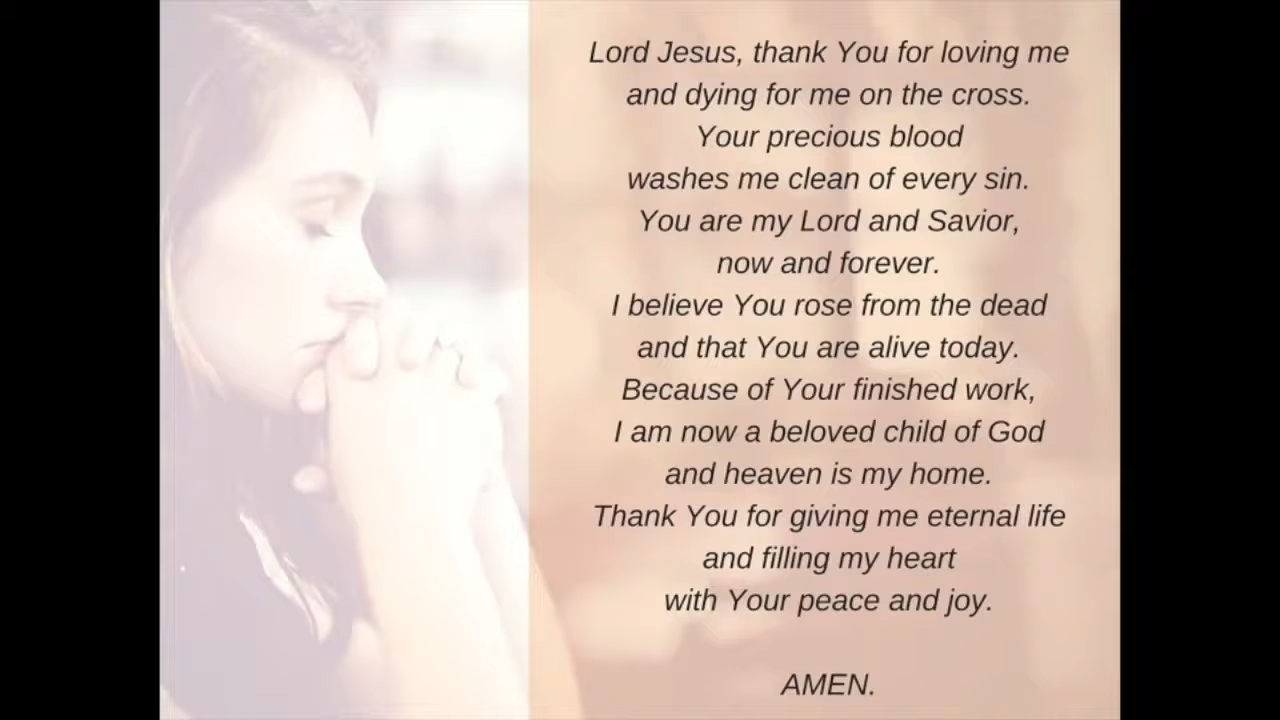 Lord Jesus, thank You for loving me
and dying for me on the cross.
Your precious blood
washes me clean of every sin.
You are my Lord and Savior,
now and forever.
I believe You rose from the dead
and that You are alive today.
Because of Your finished work,
I am now a beloved child of God
and heaven is my home.
Thank You for giving me eternal life
and filling my heart
with Your peace and joy.
AMEN.